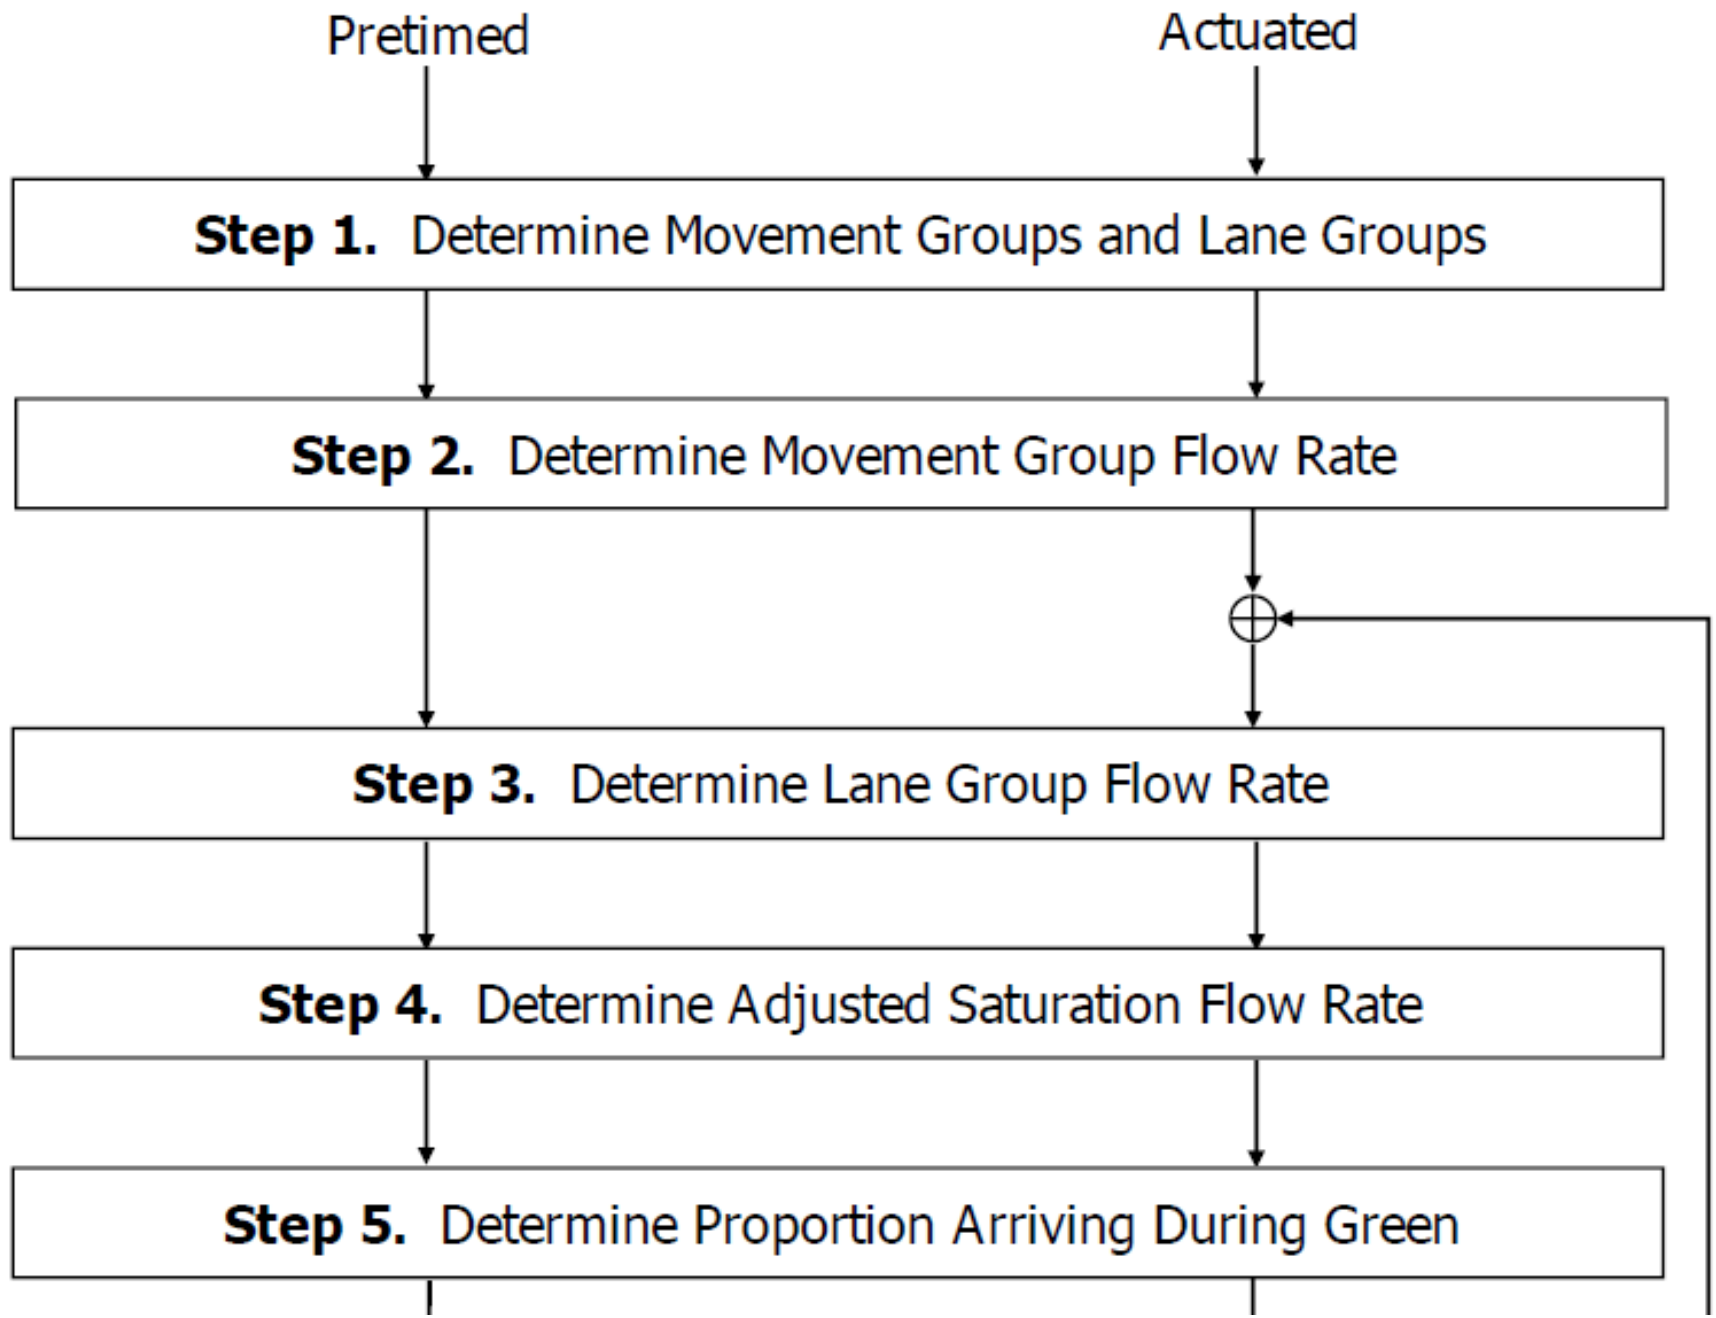 Pretimed
Actuated
Step 1. Determine Movement Groups and Lane Groups
Step 2. Determine Movement Group Flow Rate
Step 3. Determine Lane Group Flow Rate
Step 4. Determine Adjusted Saturation Flow Rate
Step 5. Determine Proportion Arriving During Green